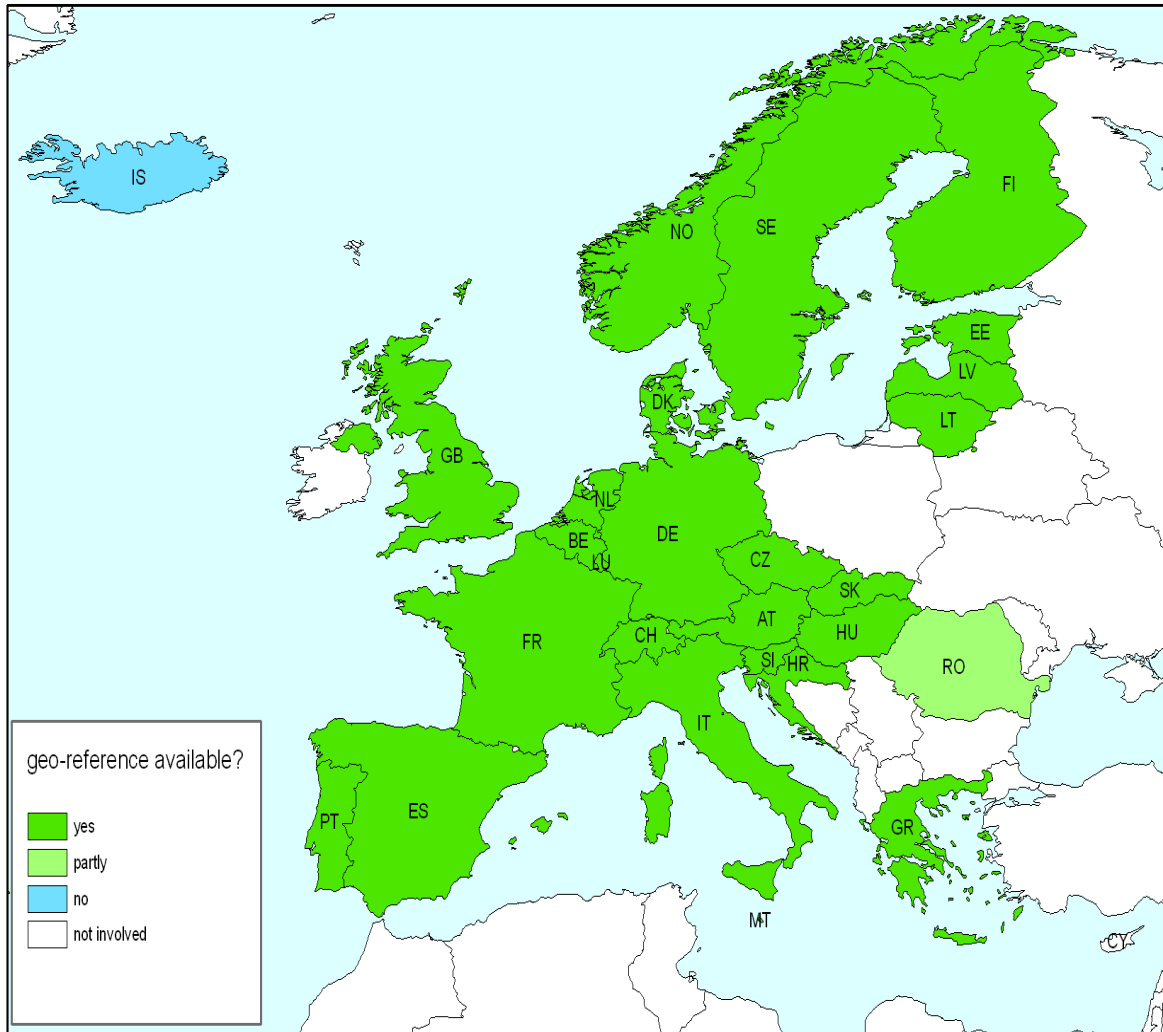 IS
FI
NO
SE
EE
LV
DK
LT
GB
NL
DE
BE
CZ
LU
SK
AT
HU
CH
FR
SI
HR
RO
IT
geo-reference available?
ES
PT
yes
GR
partly
no
MT
not involved
CY